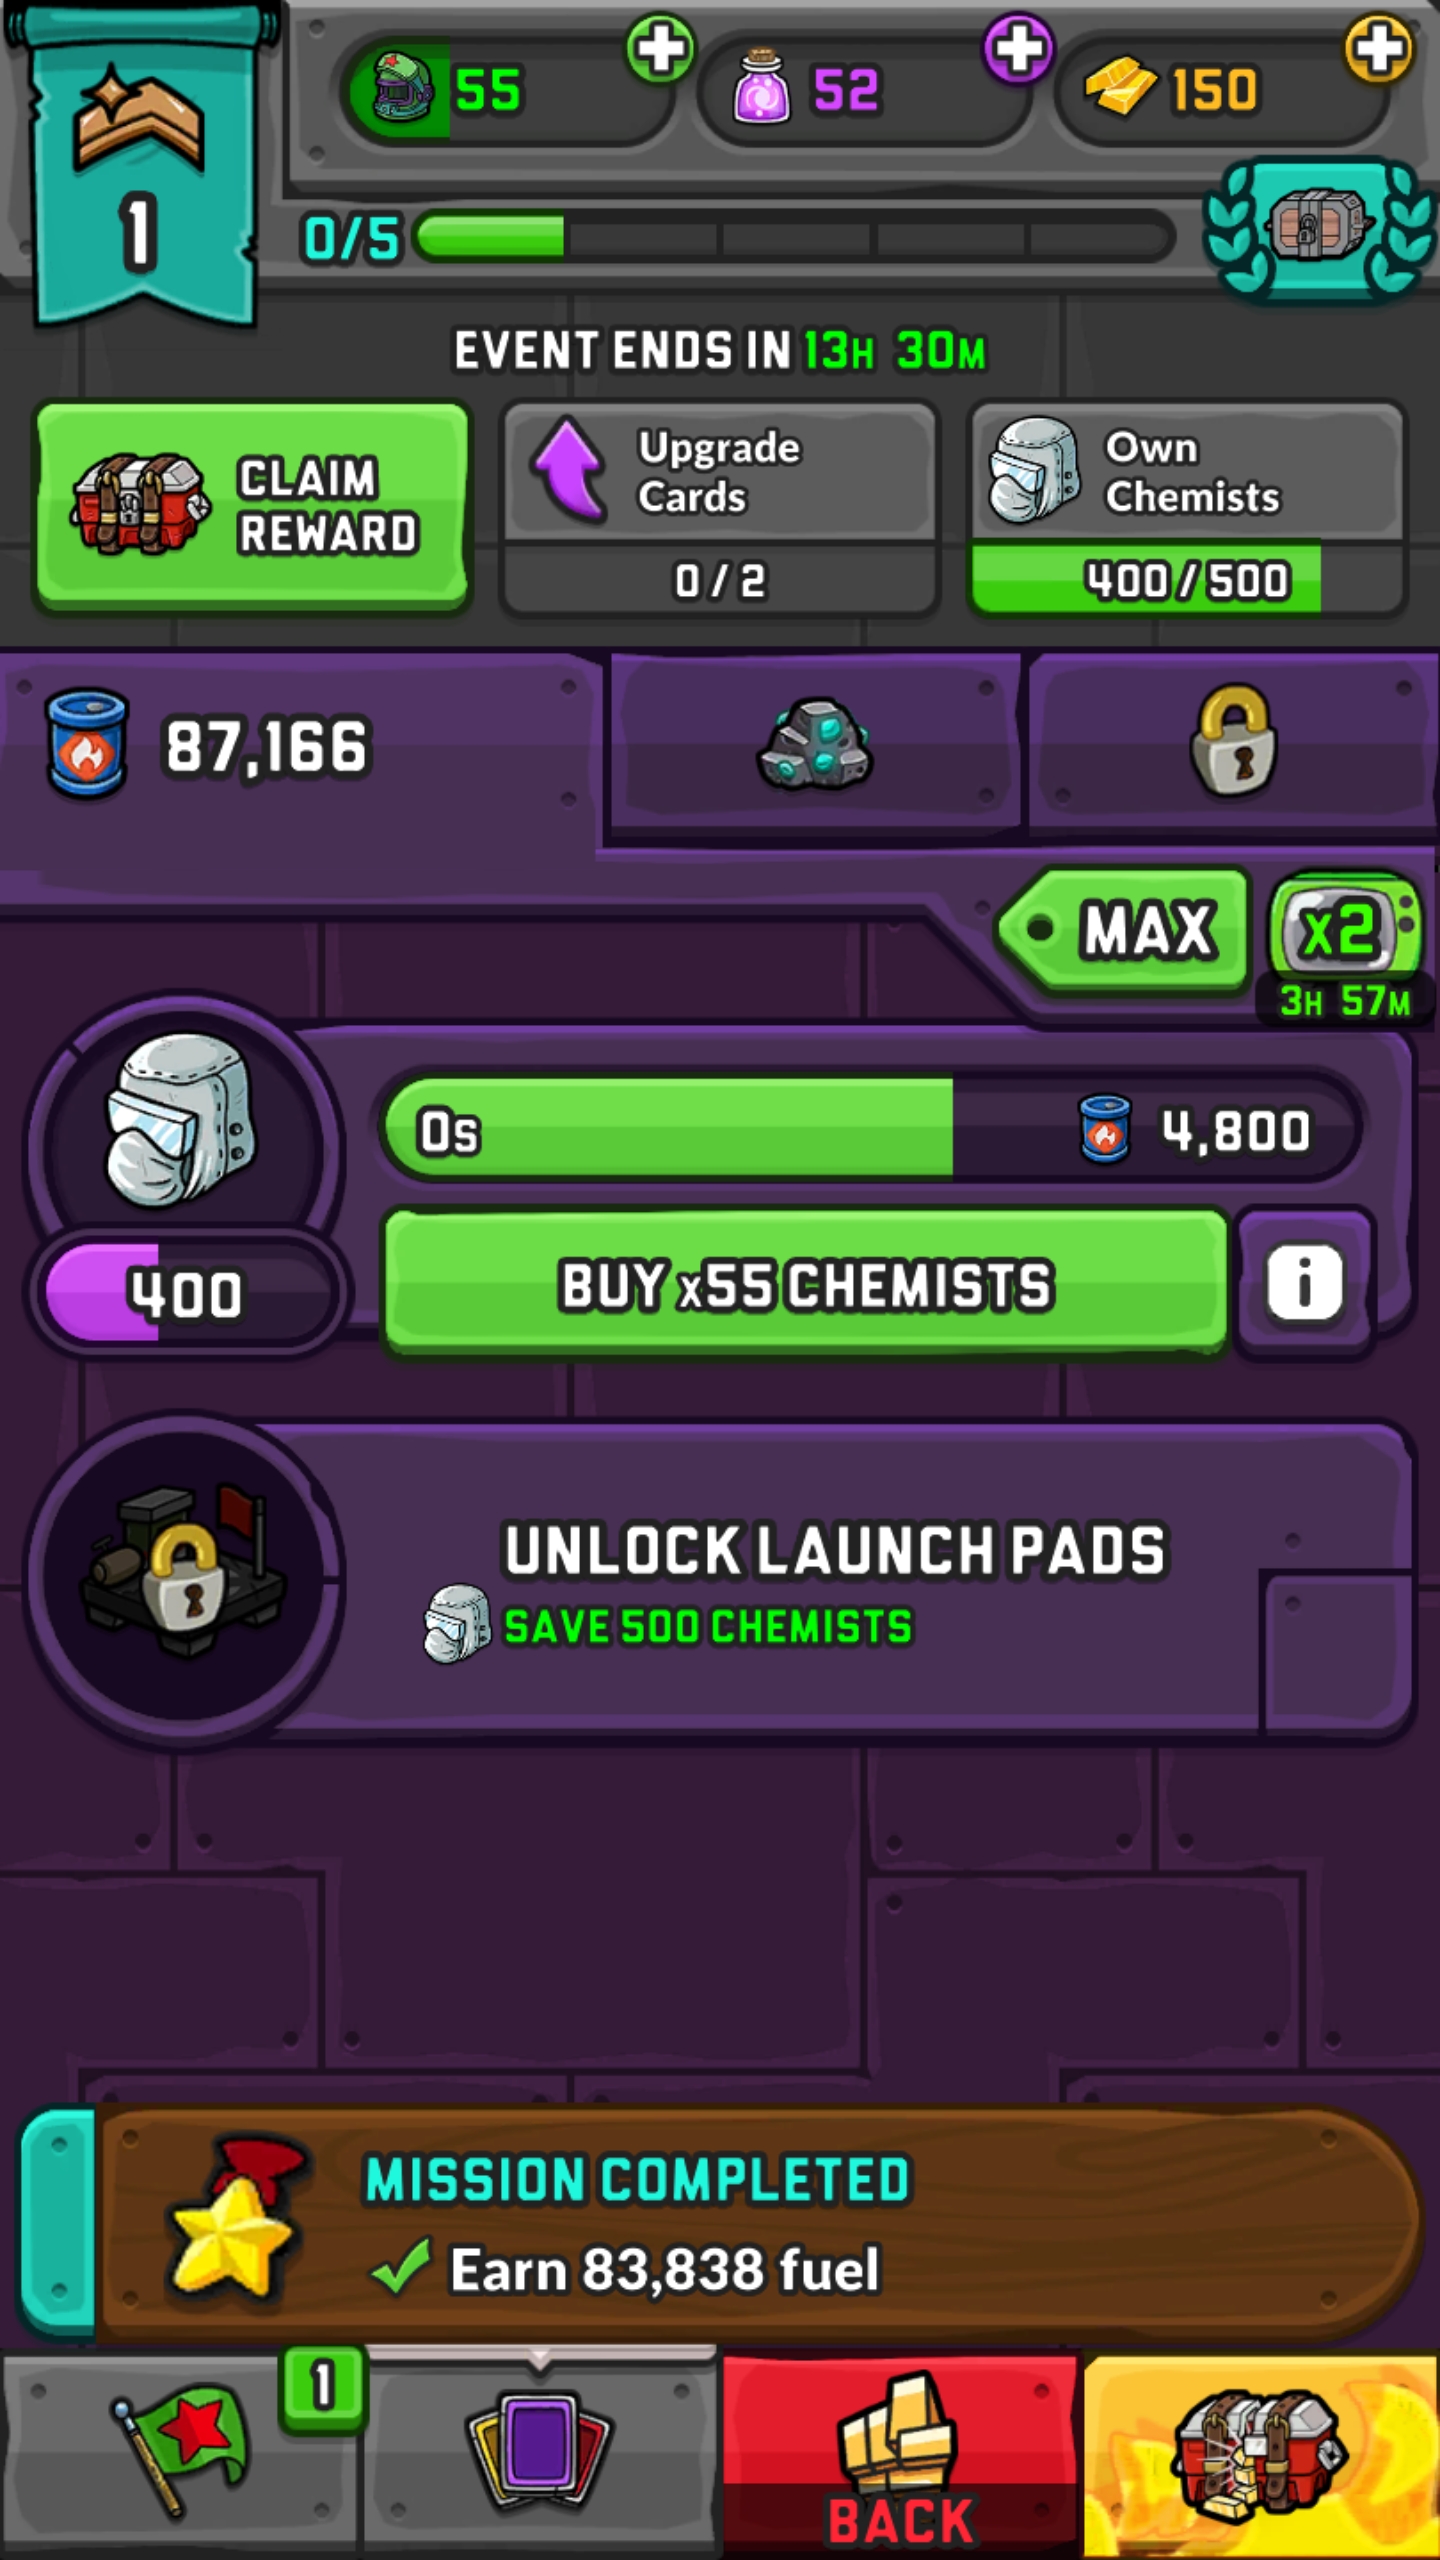 1
55
52
150
0/5
EVENT ENDS IN 13H 30M
CLAIM
REWARD
Upgrade
Cards
0 / 2
Own
Chemists
400 / 500
87,166
MAX
x2
3H 57M
0s
4,800
400
BUY x55 CHEMISTS
i
UNLOCK LAUNCH PADS
SAVE 500 CHEMISTS
MISSION COMPLETED
Earn 83,838 fuel
1
BACK